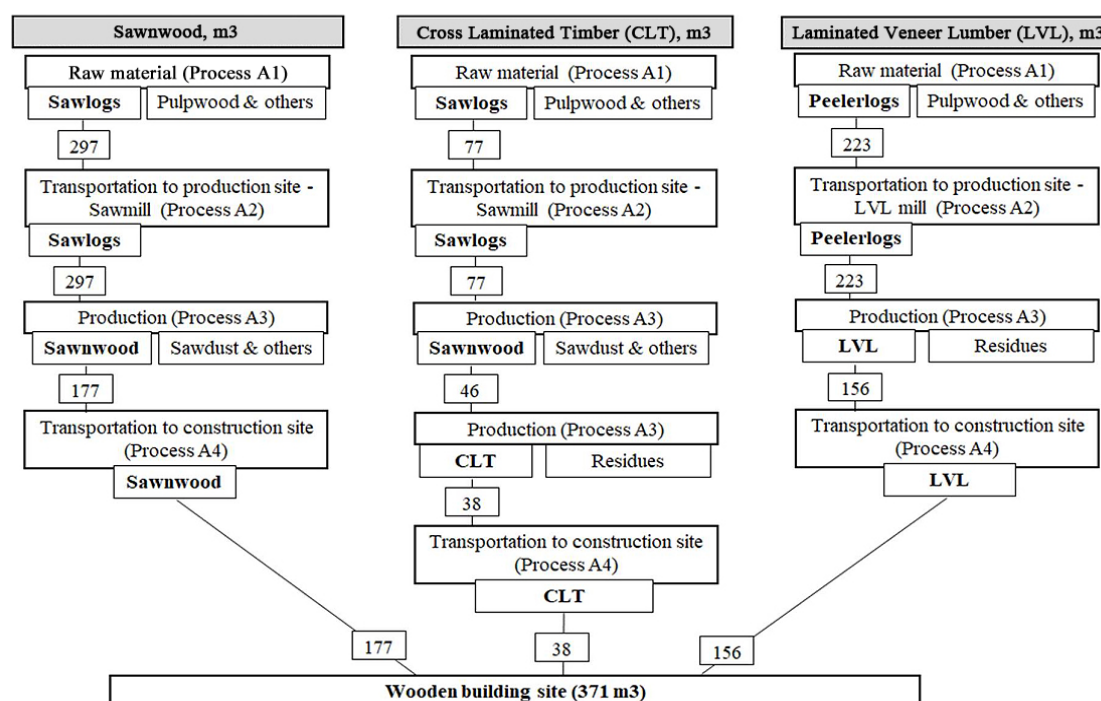 Sawnwood, m3
Raw material (Process A1)
Sawlogs
Pulpwood & others
297
Transportation to production site -
Sawmill (Process A2)
Sawlogs
297
Production (Process A3)
Sawnwood
Sawdust & others
177
Transportation to construction site
(Process A4)
Sawnwood
177
Cross Laminated Timber (CLT), m3
Raw material (Process A1)
Sawlogs
Pulpwood & others
77
Transportation to production site -
Sawmill (Process A2)
Sawlogs
77
Production (Process A3)
Sawnwood
Sawdust & others
46
Production (Process A3)
CLT
Residues
38
Transportation to construction site
(Process A4)
CLT
38
Laminated Veneer Lumber (LVL), m3
Raw material (Process A1)
Peelerlogs
Pulpwood & others
223
Transportation to production site -
LVL mill (Process A2)
Peelerlogs
223
Production (Process A3)
LVL
Residues
156
Transportation to construction site
(Process A4)
LVL
156
Wooden building site (371 m3)